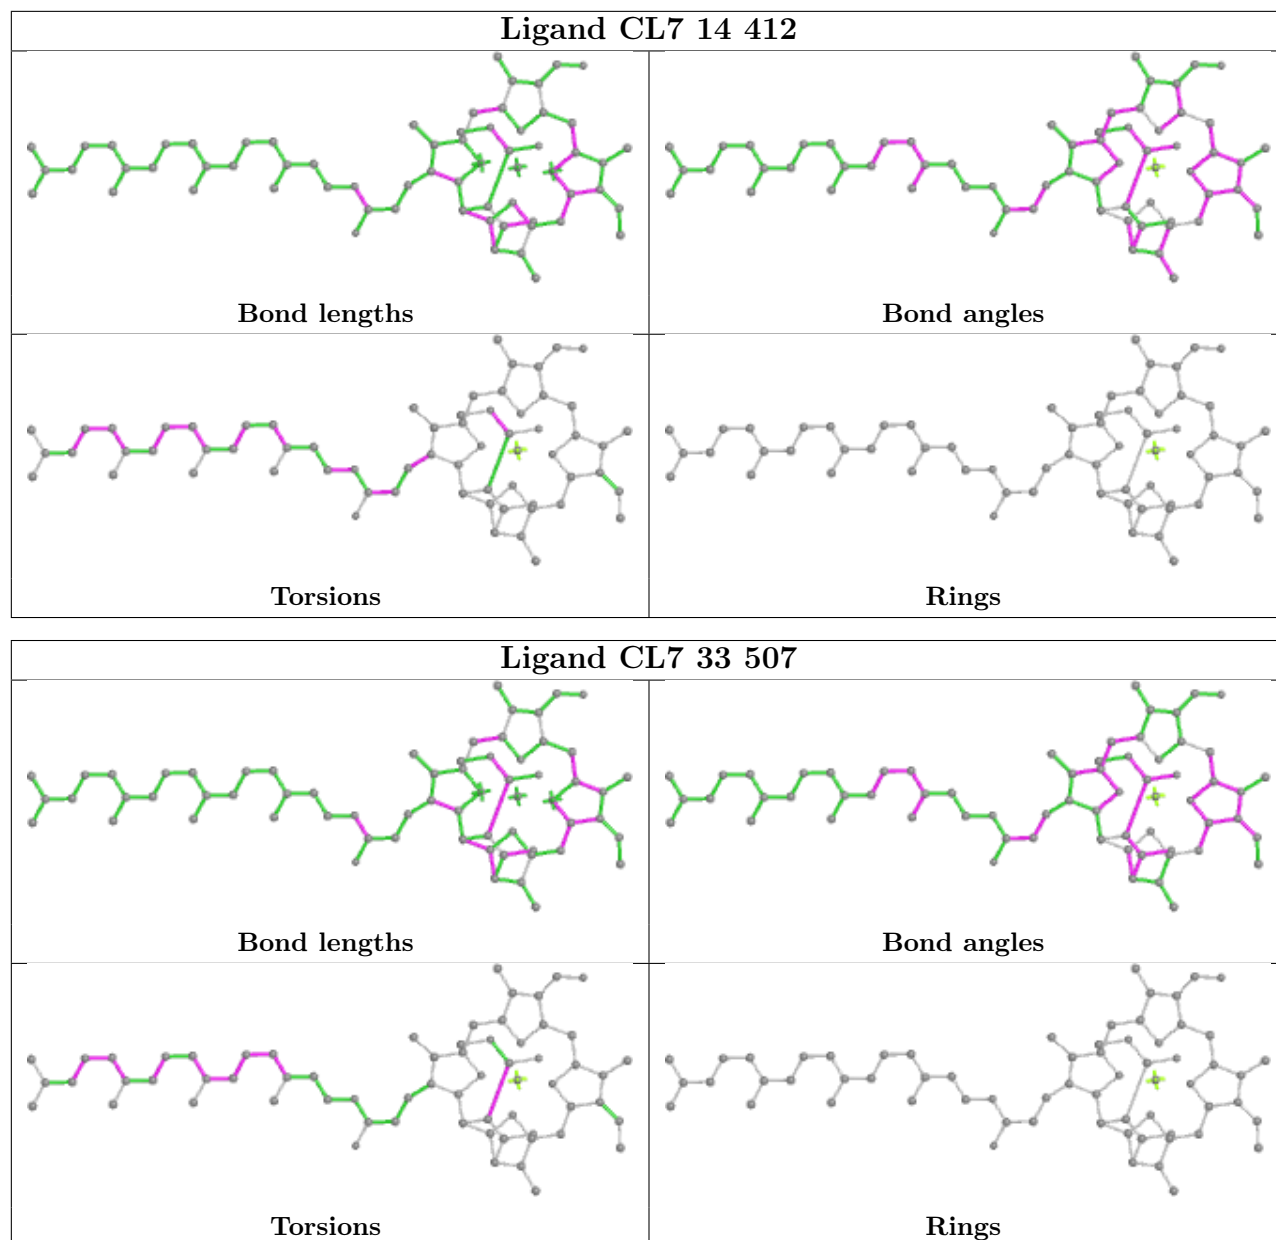 Ligand CL7 14 412
Bond lengths
Bond angles
Torsions
Rings
Ligand CL7 33 507
Bond lengths
Bond angles
Torsions
Rings